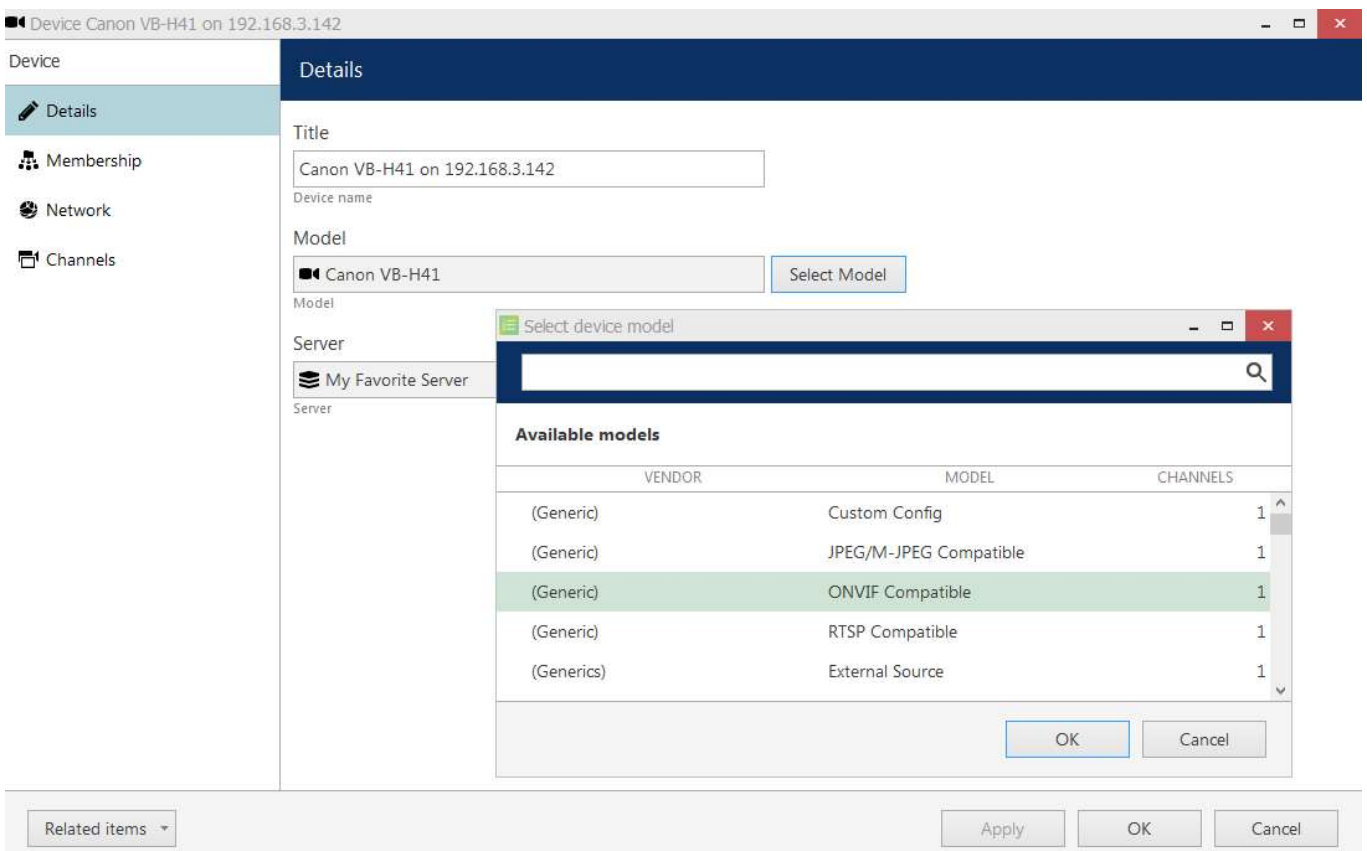 Device Canon VB-H41 on 192.168.3.142
Device
Details
Membership
Network
Channels
Details
Title
Canon VB-H41 on 192.168.3.142
Device name
Model
Canon VB-H41
Select Model
Model
Server
My Favorite Server
Server
Select device model
Available models
VENDOR MODEL CHANNELS
(Generic) Custom Config 1
(Generic) JPEG/M-JPEG Compatible 1
(Generic) ONVIF Compatible 1
(Generic) RTSP Compatible 1
(Generics) External Source 1
OK Cancel
Related items Apply OK Cancel